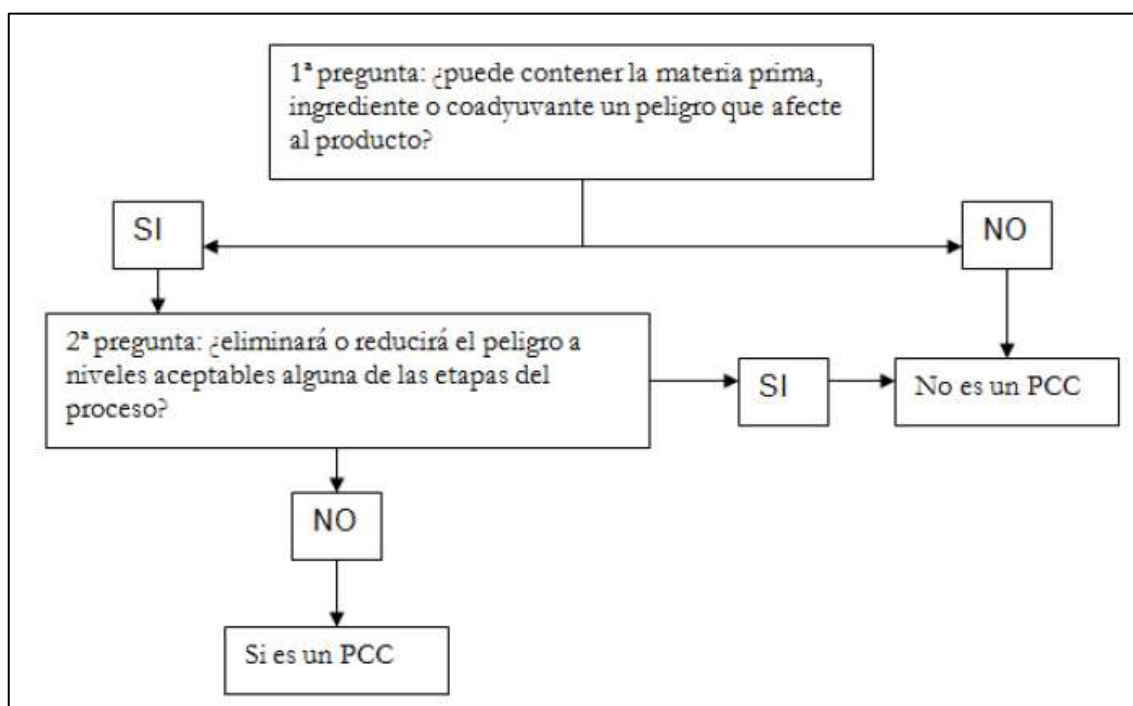 1ª pregunta: ¿puede contener la materia prima,
ingrediente o coadyuvante un peligro que afecte
al producto?
SI
NO
2ª pregunta: ¿eliminará o reducirá el peligro a
niveles aceptables alguna de las etapas del
proceso?
SI
No es un PCC
NO
Si es un PCC